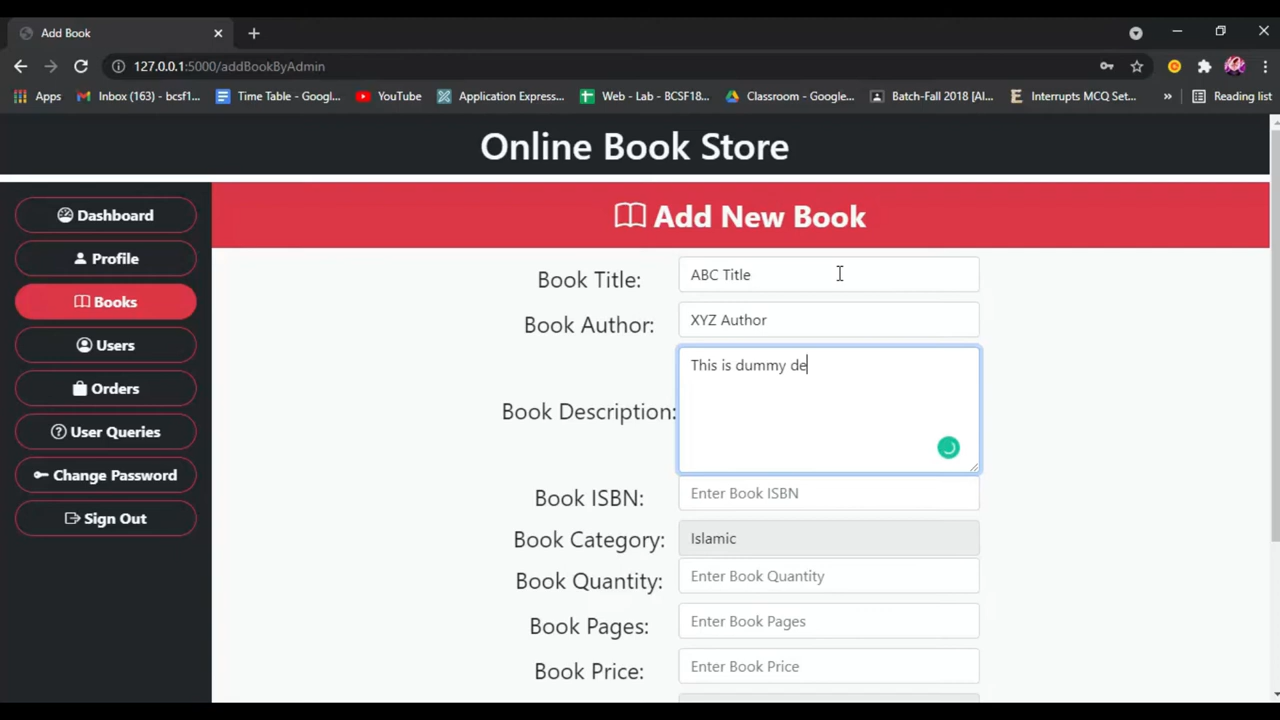 Add Book
127.0.0.1:5000/addBookByAdmin
Apps Inbox (163) - bcsf1... Time Table - Googl... YouTube Application Express... Web - Lab - BCSF18... Classroom - Google... Batch-Fall 2018 [Al... Interrupts MCQ Set... » Reading list
Online Book Store
Dashboard
Profile
Books
Users
Orders
User Queries
Change Password
Sign Out
Add New Book
Book Title: ABC Title
Book Author: XYZ Author
Book Description: This is dummy de
Book ISBN: Enter Book ISBN
Book Category: Islamic
Book Quantity: Enter Book Quantity
Book Pages: Enter Book Pages
Book Price: Enter Book Price